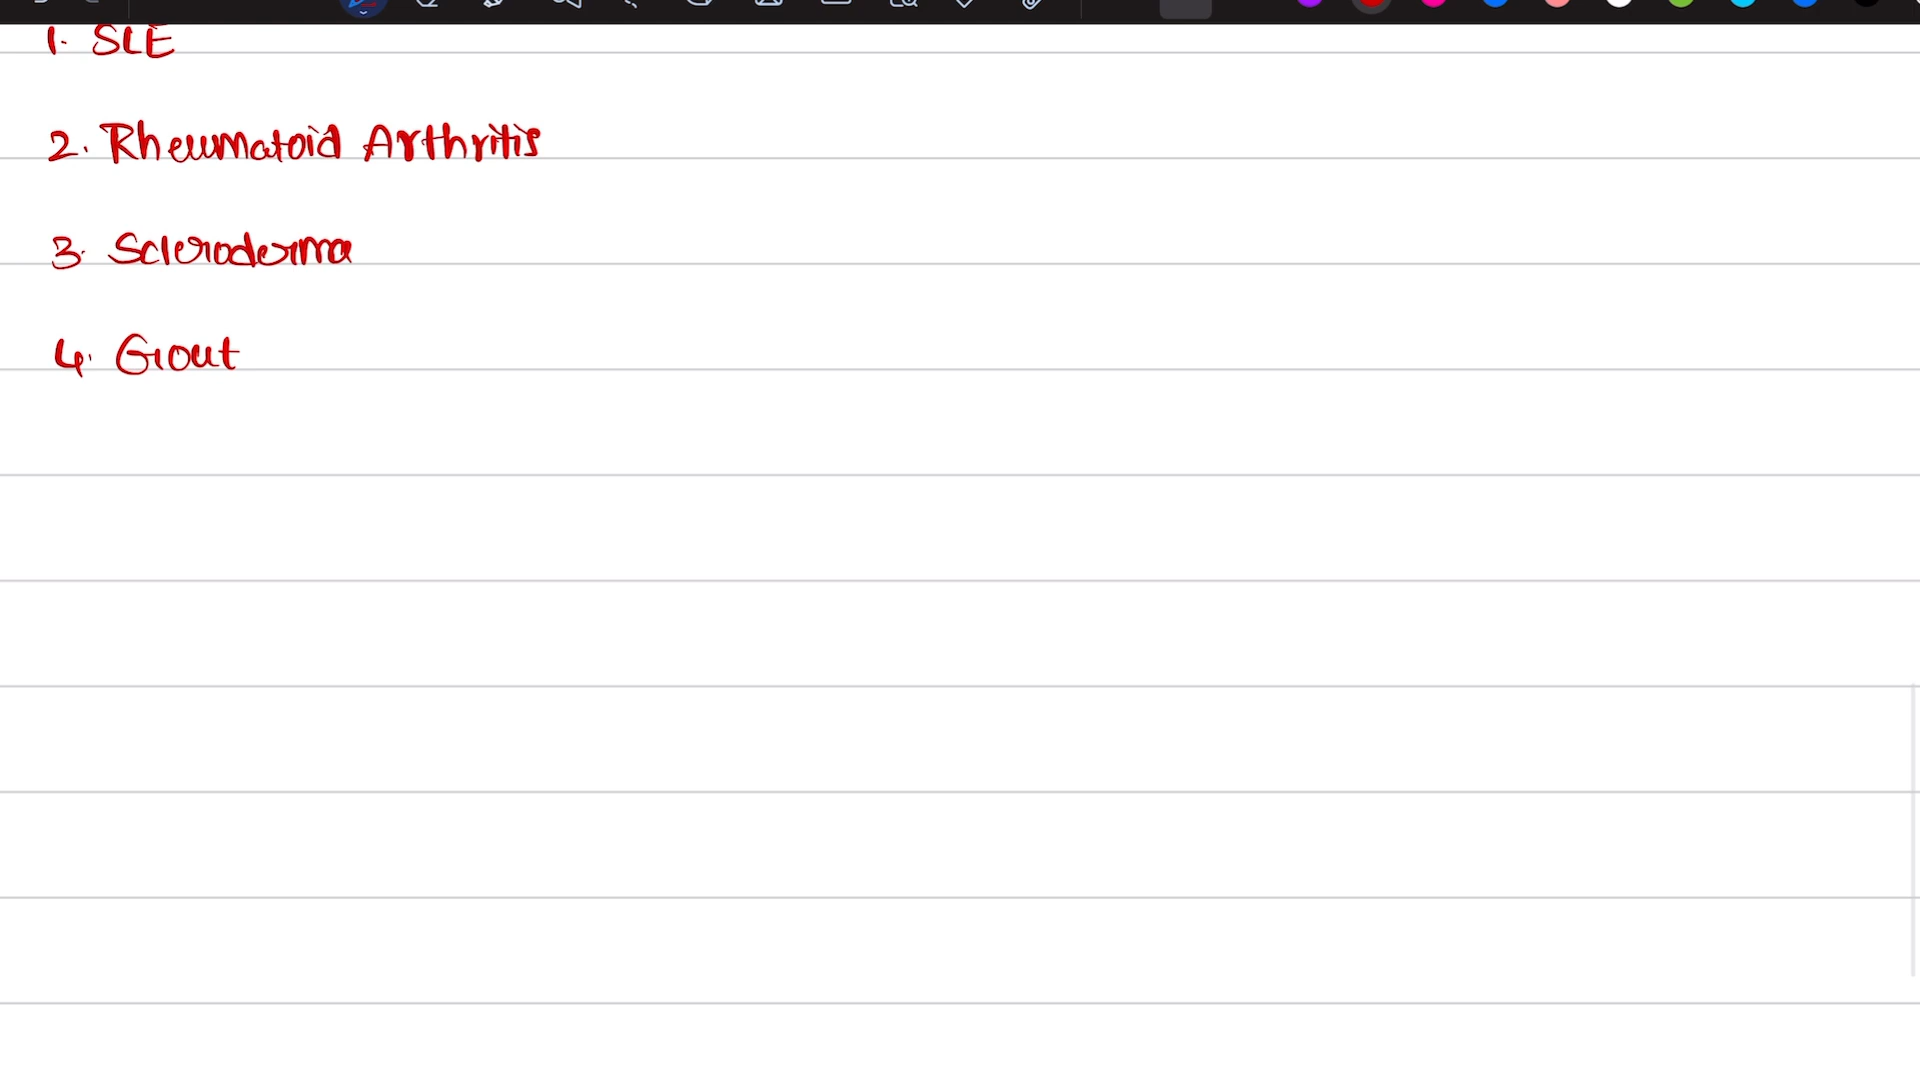 1. SLE
2. Rheumatoid Arthritis
3. Scleroderma
4. Gout